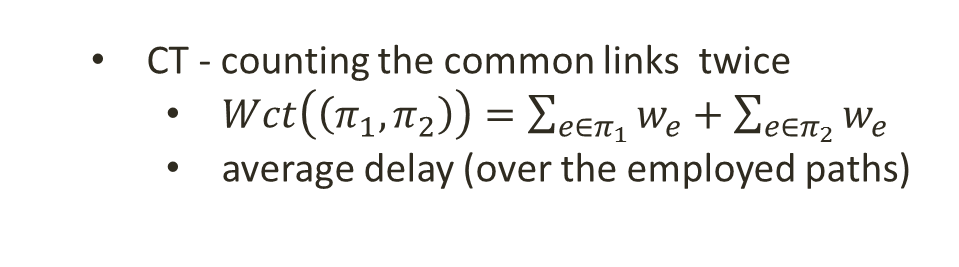 • CT - counting the common links twice
• Wct((π₁,π₂)) = ∑ₑ∈π₁ wₑ + ∑ₑ∈π₂ wₑ
• average delay (over the employed paths)